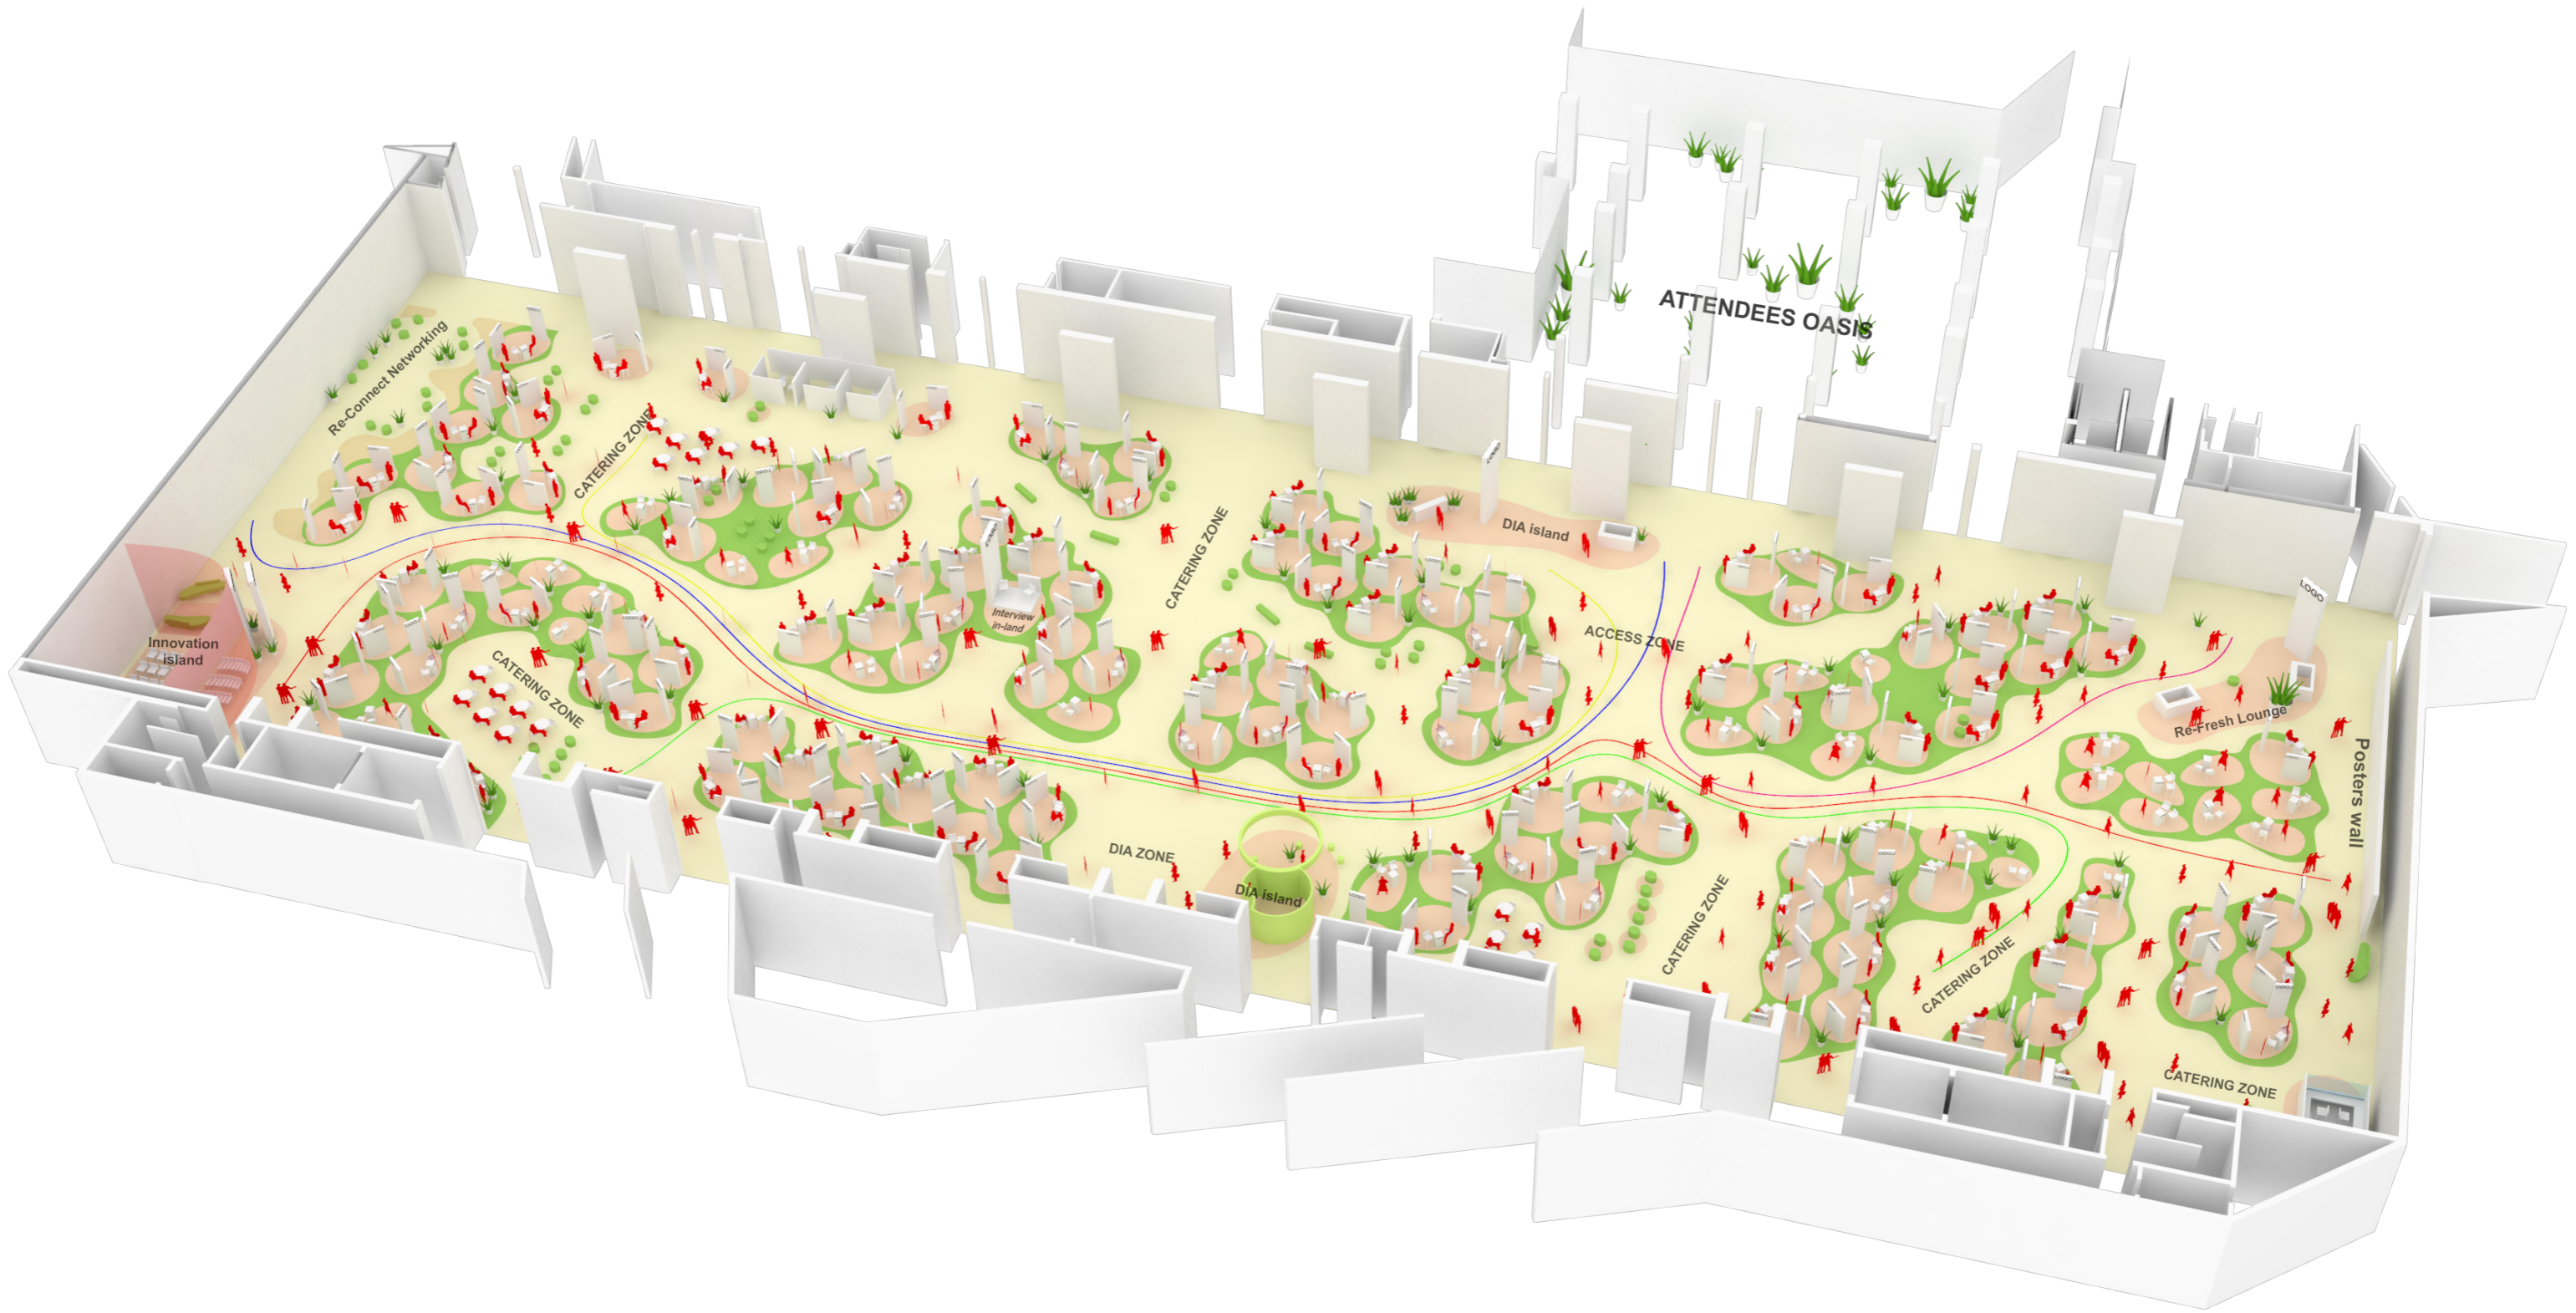 ATTENDEES OASIS
Re-Connect Networking
CATERING ZONE
CATERING ZONE
DIA island
LOGO
Interview
in-land
ACCESS ZONE
Innovation
island
CATERING ZONE
Re-Fresh Lounge
Posters wall
DIA ZONE
DIA island
CATERING ZONE
CATERING ZONE
CATERING ZONE